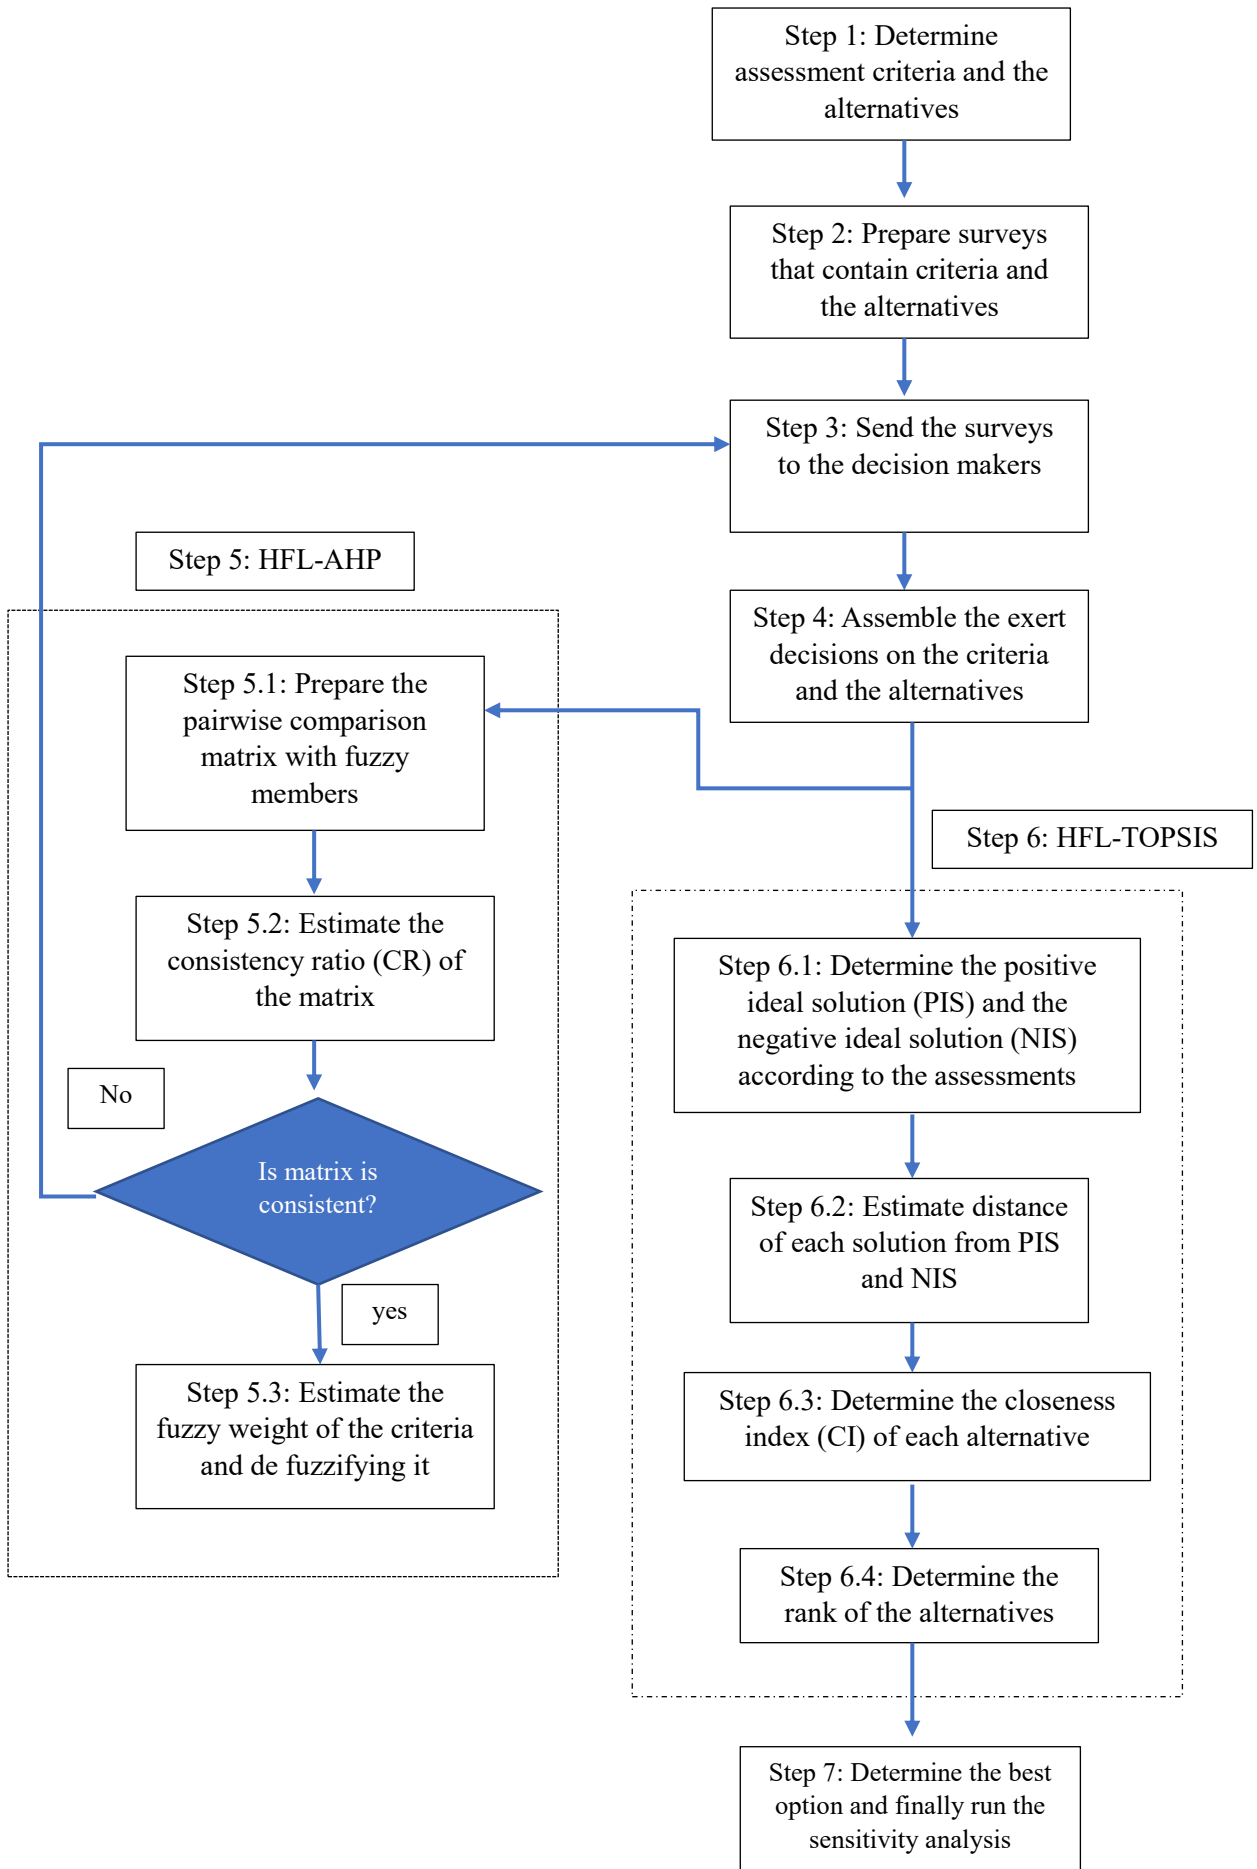 Step 1: Determine
assessment criteria and the
alternatives
Step 2: Prepare surveys
that contain criteria and
the alternatives
Step 3: Send the surveys
to the decision makers
Step 4: Assemble the exert
decisions on the criteria
and the alternatives
Step 5: HFL-AHP
Step 5.1: Prepare the
pairwise comparison
matrix with fuzzy
members
Step 5.2: Estimate the
consistency ratio (CR) of
the matrix
No
Is matrix is
consistent?
yes
Step 5.3: Estimate the
fuzzy weight of the criteria
and de fuzzifying it
Step 6: HFL-TOPSIS
Step 6.1: Determine the positive
ideal solution (PIS) and the
negative ideal solution (NIS)
according to the assessments
Step 6.2: Estimate distance
of each solution from PIS
and NIS
Step 6.3: Determine the closeness
index (CI) of each alternative
Step 6.4: Determine the
rank of the alternatives
Step 7: Determine the best
option and finally run the
sensitivity analysis